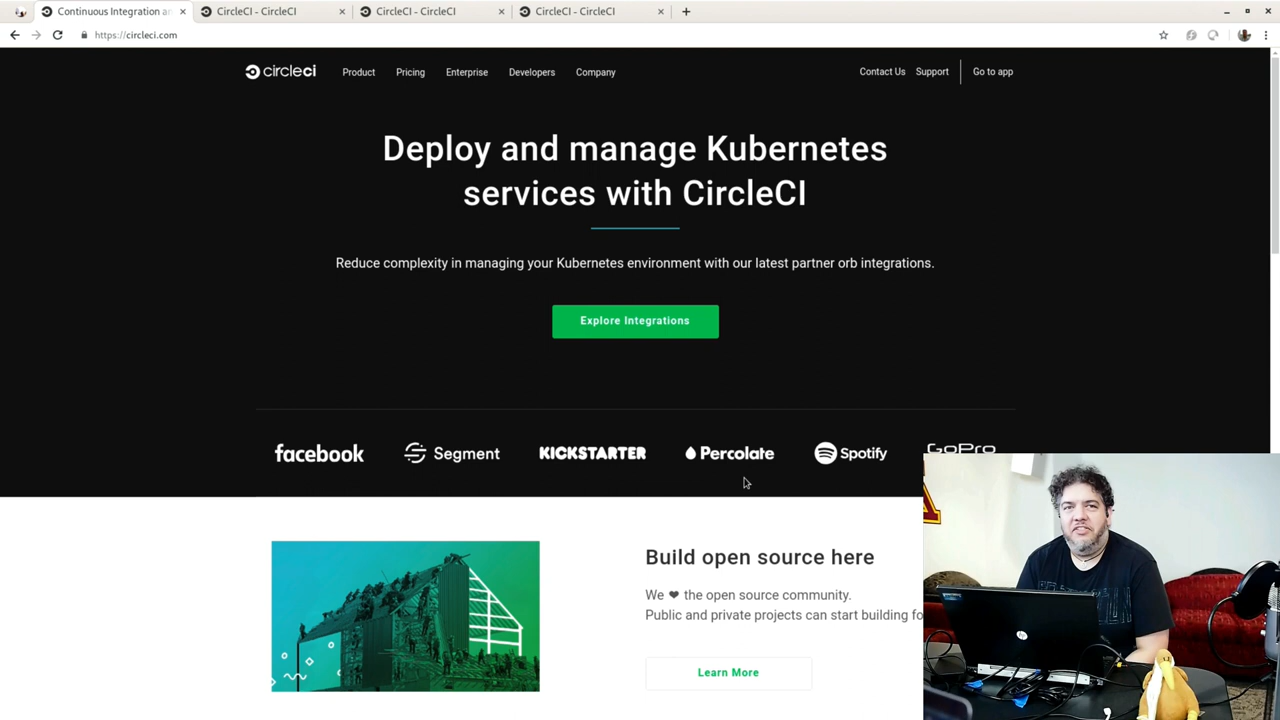 Continuous Integration an
CircleCI - CircleCI
CircleCI - CircleCI
CircleCI - CircleCI
https://circleci.com
circleci
Product
Pricing
Enterprise
Developers
Company
Contact Us
Support
Go to app
Deploy and manage Kubernetes
services with CircleCI
Reduce complexity in managing your Kubernetes environment with our latest partner orb integrations.
Explore Integrations
facebook
Segment
KICKSTARTER
Percolate
Spotify
GoPro
Build open source here
We ❤ the open source community.
Public and private projects can start building fo
Learn More
hp